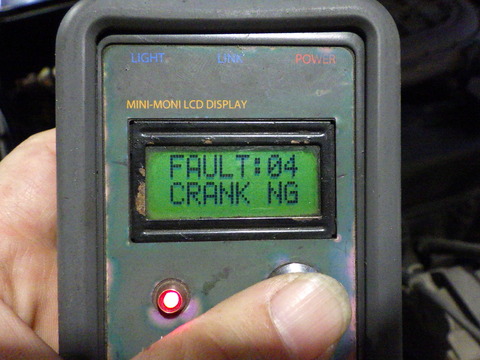 LIGHT LINK POWER
MINI-MONI LCD DISPLAY
FAULT:04
CRANK NG